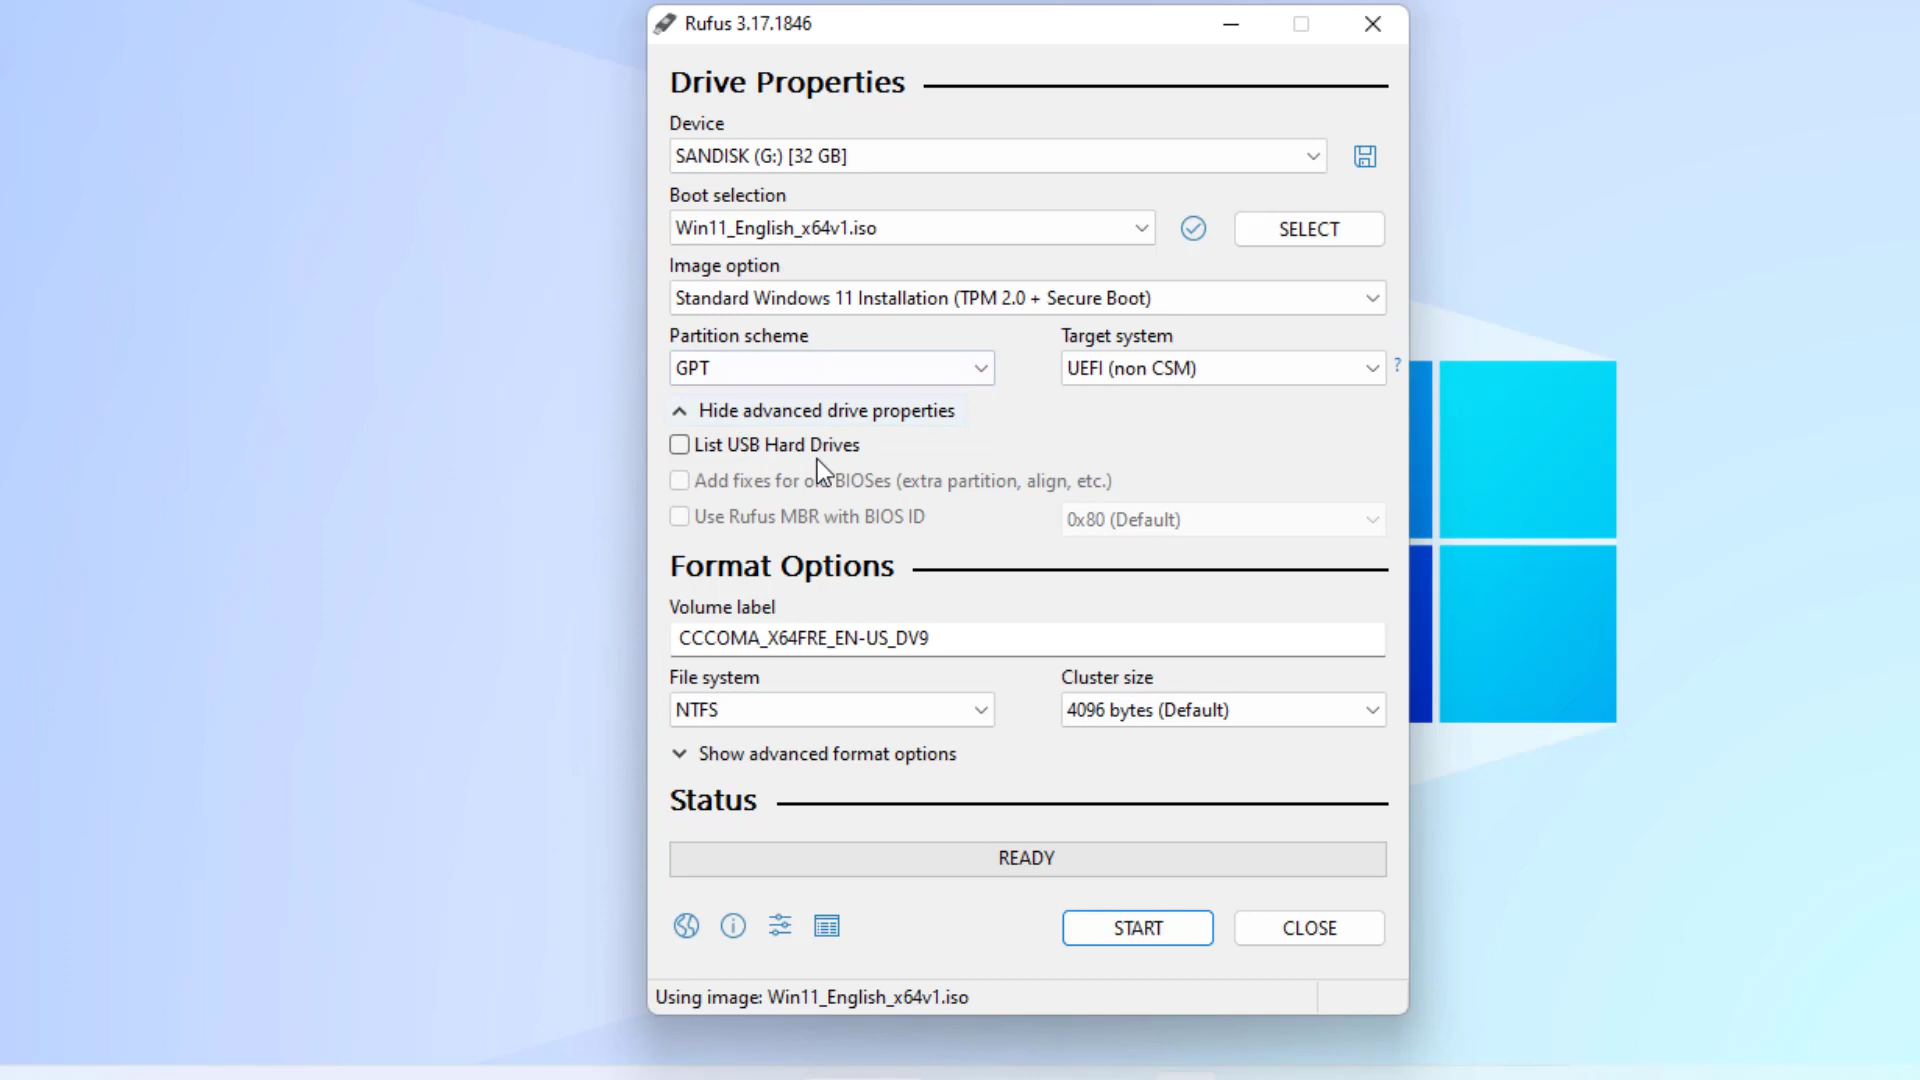 Rufus 3.17.1846
Drive Properties
Device
SANDISK (G:) [32 GB]
Boot selection
Win11_English_x64v1.iso
SELECT
Image option
Standard Windows 11 Installation (TPM 2.0 + Secure Boot)
Partition scheme
Target system
GPT
UEFI (non CSM)
?
Hide advanced drive properties
List USB Hard Drives
Add fixes for BIOSes (extra partition, align, etc.)
Use Rufus MBR with BIOS ID
0x80 (Default)
Format Options
Volume label
CCCOMA_X64FRE_EN-US_DV9
File system
Cluster size
NTFS
4096 bytes (Default)
Show advanced format options
Status
READY
START
CLOSE
Using image: Win11_English_x64v1.iso